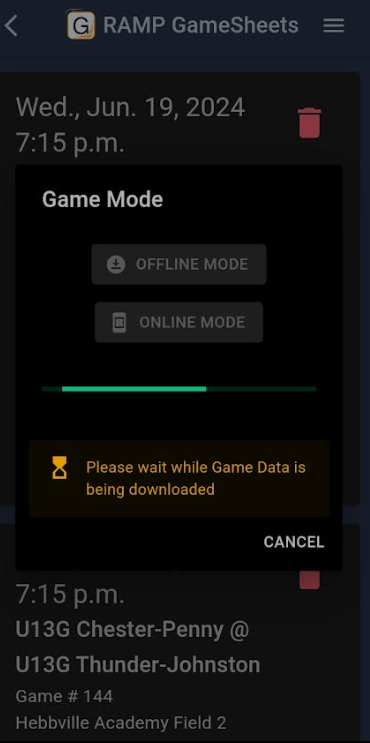 G RAMP GameSheets
Wed., Jun. 19, 2024
7:15 p.m.
Game Mode
OFFLINE MODE
ONLINE MODE
Please wait while Game Data is
being downloaded
CANCEL
7:15 p.m.
U13G Chester-Penny @
U13G Thunder-Johnston
Game # 144
Hebbville Academy Field 2